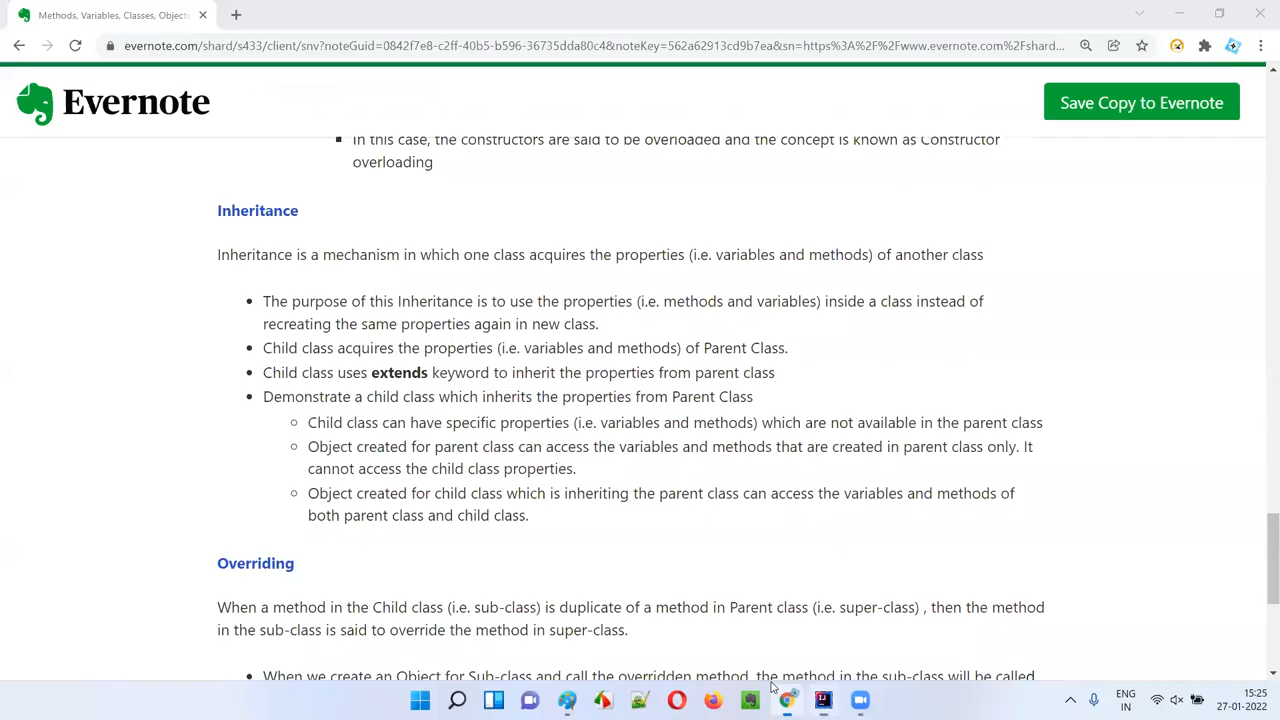 Methods, Variables, Classes, Object
evernote.com/shard/s433/client/snv?noteGuid=0842f7e8-c2ff-40b5-b596-36735dda80c4&noteKey=562a62913cd9b7ea&sn=https%3A%2F%2Fwww.evernote.com%2Fshard...
Evernote
Save Copy to Evernote
In this case, the constructors are said to be overloaded and the concept is known as Constructor
overloading
Inheritance
Inheritance is a mechanism in which one class acquires the properties (i.e. variables and methods) of another class
• The purpose of this Inheritance is to use the properties (i.e. methods and variables) inside a class instead of
recreating the same properties again in new class.
• Child class acquires the properties (i.e. variables and methods) of Parent Class.
• Child class uses extends keyword to inherit the properties from parent class
• Demonstrate a child class which inherits the properties from Parent Class
○ Child class can have specific properties (i.e. variables and methods) which are not available in the parent class
○ Object created for parent class can access the variables and methods that are created in parent class only. It
cannot access the child class properties.
○ Object created for child class which is inheriting the parent class can access the variables and methods of
both parent class and child class.
Overriding
When a method in the Child class (i.e. sub-class) is duplicate of a method in Parent class (i.e. super-class) , then the method
in the sub-class is said to override the method in super-class.
• When we create an Object for Sub-class and call the overridden method, the method in the sub-class will be called
ENG
IN
15:25
27-01-2022